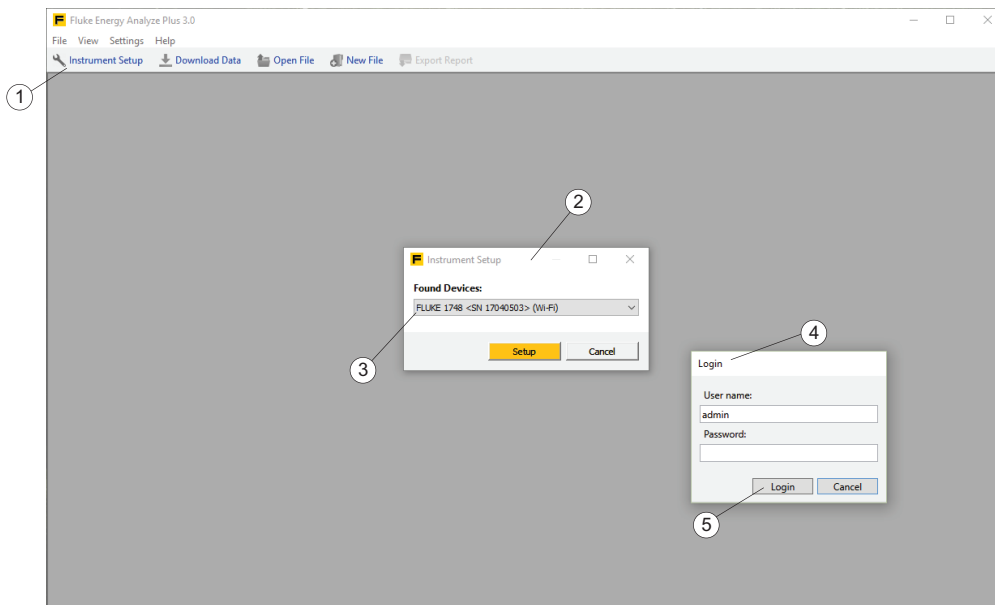 Fluke Energy Analyze Plus 3.0
File View Settings Help
Instrument Setup Download Data Open File New File Export Report
1
2
Instrument Setup
Found Devices:
FLUKE 1748 <SN 17040503> (Wi-Fi)
3
Setup Cancel
4
Login
User name:
admin
Password:
Login Cancel
5